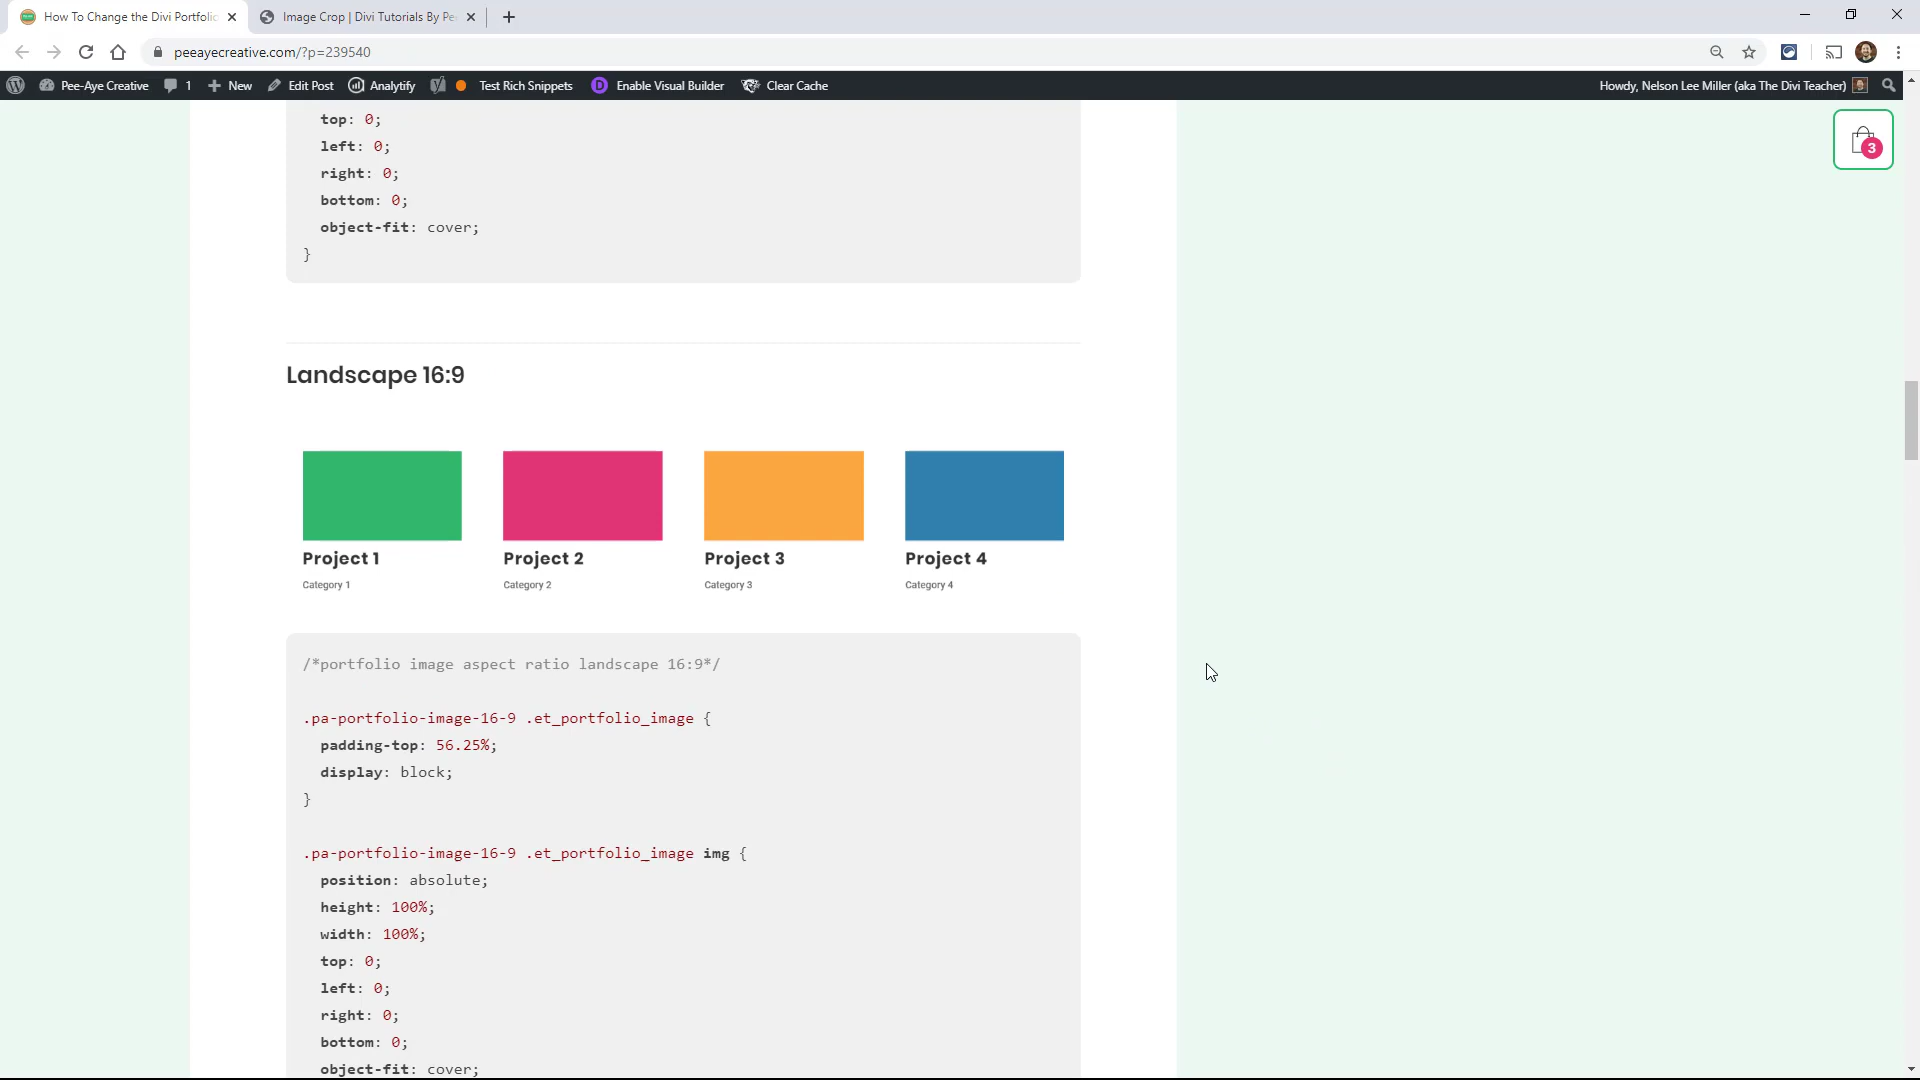 How To Change the Divi Portfolio
Image Crop | Divi Tutorials By Pe
peeayecreative.com/?p=239540
Pee-Aye Creative
1
New
Edit Post
Analytify
Test Rich Snippets
D
Enable Visual Builder
Clear Cache
Howdy, Nelson Lee Miller (aka The Divi Teacher)
3
top: 0;
left: 0;
right: 0;
bottom: 0;
object-fit: cover;
}
Landscape 16:9
Project 1
Project 2
Project 3
Project 4
Category 1
Category 2
Category 3
Category 4
/*portfolio image aspect ratio landscape 16:9*/
.pa-portfolio-image-16-9 .et_portfolio_image {
padding-top: 56.25%;
display: block;
}
.pa-portfolio-image-16-9 .et_portfolio_image img {
position: absolute;
height: 100%;
width: 100%;
top: 0;
left: 0;
right: 0;
bottom: 0;
object-fit: cover;